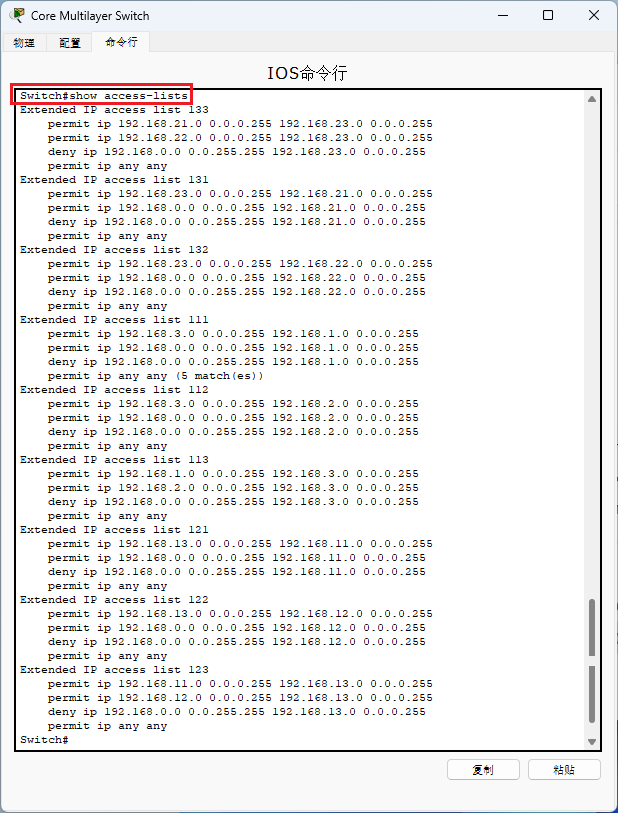 Core Multilayer Switch
物理 配置 命令行
IOS命令行
Switch#show access-lists
Extended IP access list 133
permit ip 192.168.21.0 0.0.0.255 192.168.23.0 0.0.0.255
permit ip 192.168.22.0 0.0.0.255 192.168.23.0 0.0.0.255
deny ip 192.168.0.0 0.0.255.255 192.168.23.0 0.0.0.255
permit ip any any
Extended IP access list 131
permit ip 192.168.23.0 0.0.0.255 192.168.21.0 0.0.0.255
permit ip 192.168.0.0 0.0.0.255 192.168.21.0 0.0.0.255
deny ip 192.168.0.0 0.0.255.255 192.168.21.0 0.0.0.255
permit ip any any
Extended IP access list 132
permit ip 192.168.23.0 0.0.0.255 192.168.22.0 0.0.0.255
permit ip 192.168.0.0 0.0.0.255 192.168.22.0 0.0.0.255
deny ip 192.168.0.0 0.0.255.255 192.168.22.0 0.0.0.255
permit ip any any
Extended IP access list 111
permit ip 192.168.3.0 0.0.0.255 192.168.1.0 0.0.0.255
permit ip 192.168.0.0 0.0.0.255 192.168.1.0 0.0.0.255
deny ip 192.168.0.0 0.0.255.255 192.168.1.0 0.0.0.255
permit ip any any (5 match(es))
Extended IP access list 112
permit ip 192.168.3.0 0.0.0.255 192.168.2.0 0.0.0.255
permit ip 192.168.0.0 0.0.0.255 192.168.2.0 0.0.0.255
deny ip 192.168.0.0 0.0.255.255 192.168.2.0 0.0.0.255
permit ip any any
Extended IP access list 113
permit ip 192.168.1.0 0.0.0.255 192.168.3.0 0.0.0.255
permit ip 192.168.2.0 0.0.0.255 192.168.3.0 0.0.0.255
deny ip 192.168.0.0 0.0.255.255 192.168.3.0 0.0.0.255
permit ip any any
Extended IP access list 121
permit ip 192.168.13.0 0.0.0.255 192.168.11.0 0.0.0.255
permit ip 192.168.0.0 0.0.0.255 192.168.11.0 0.0.0.255
deny ip 192.168.0.0 0.0.255.255 192.168.11.0 0.0.0.255
permit ip any any
Extended IP access list 122
permit ip 192.168.13.0 0.0.0.255 192.168.12.0 0.0.0.255
permit ip 192.168.0.0 0.0.0.255 192.168.12.0 0.0.0.255
deny ip 192.168.0.0 0.0.255.255 192.168.12.0 0.0.0.255
permit ip any any
Extended IP access list 123
permit ip 192.168.11.0 0.0.0.255 192.168.13.0 0.0.0.255
permit ip 192.168.12.0 0.0.0.255 192.168.13.0 0.0.0.255
deny ip 192.168.0.0 0.0.255.255 192.168.13.0 0.0.0.255
permit ip any any
Switch#
复制 粘贴